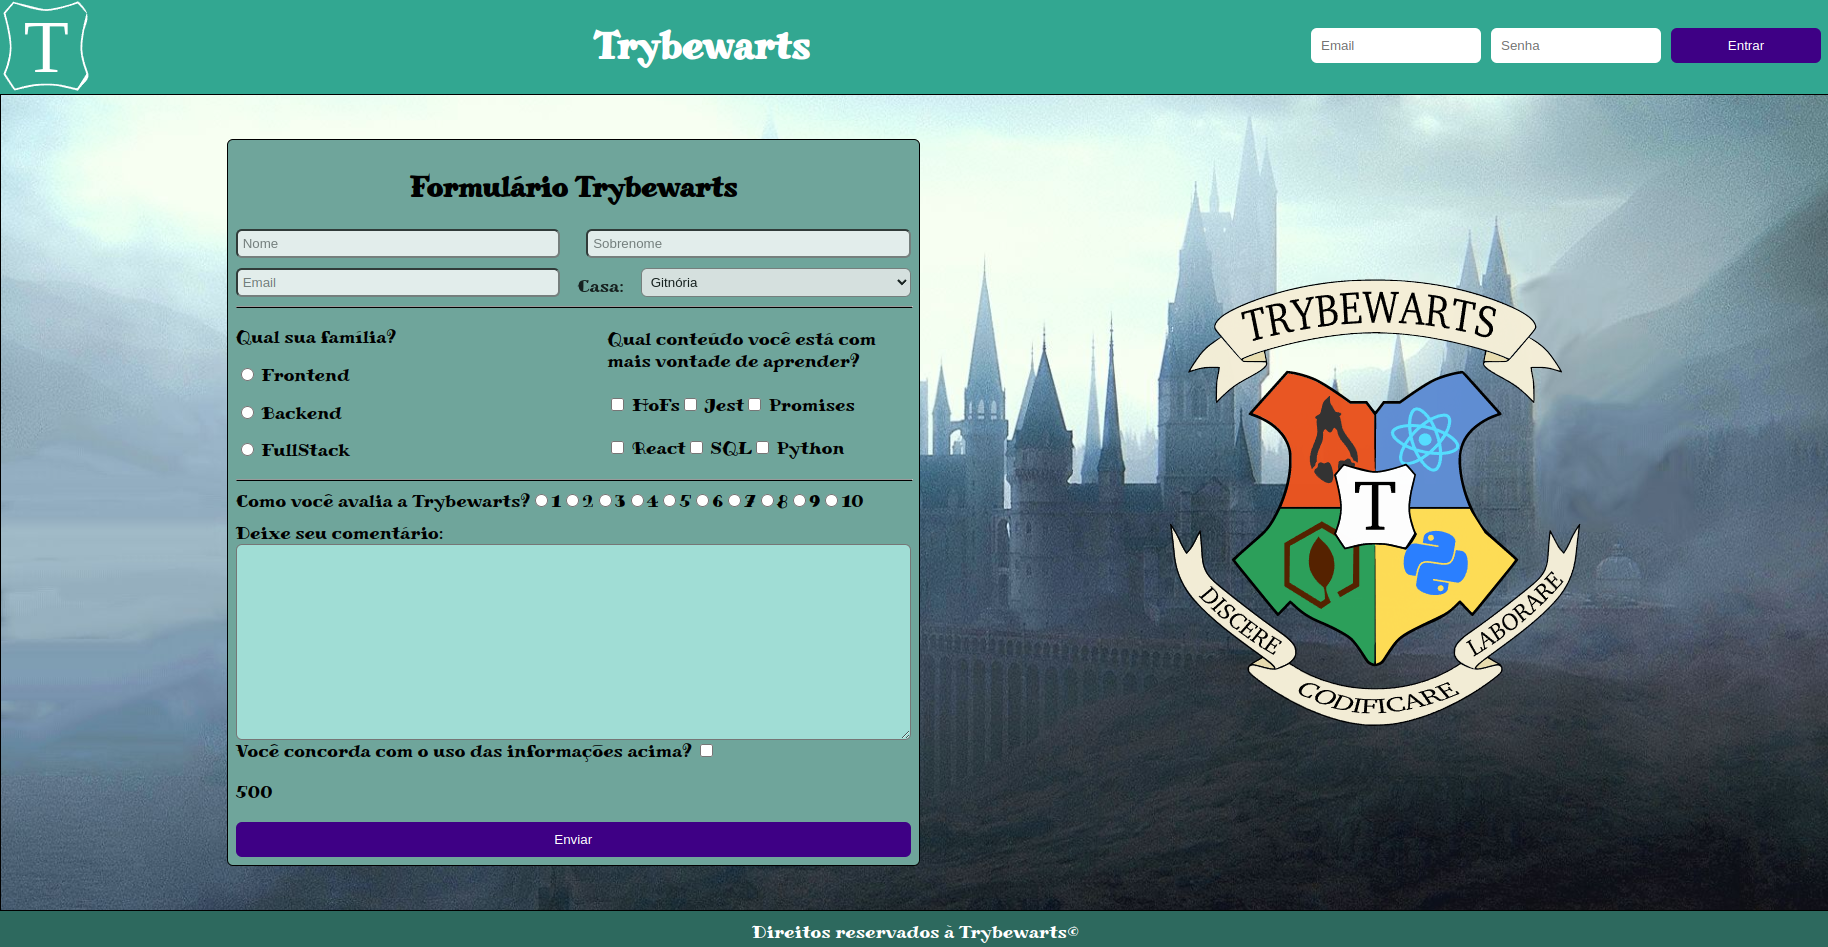 T
Trybewarts
Email
Senha
Entrar
Formulário Trybewarts
Nome
Sobrenome
Email
Casa:
Gitnória
Qual sua família?
Frontend
Backend
FullStack
Qual conteúdo você está com
mais vontade de aprender?
HoFs Jest Promises
React SQL Python
Como você avalia a Trybewarts? 1 2 3 4 5 6 7 8 9 10
Deixe seu comentário:
Você concorda com o uso das informações acima?
500
Enviar
TRYBEWARTS
T
DISCERE
CODIFICARE
LABORARE
Direitos reservados à Trybewarts©